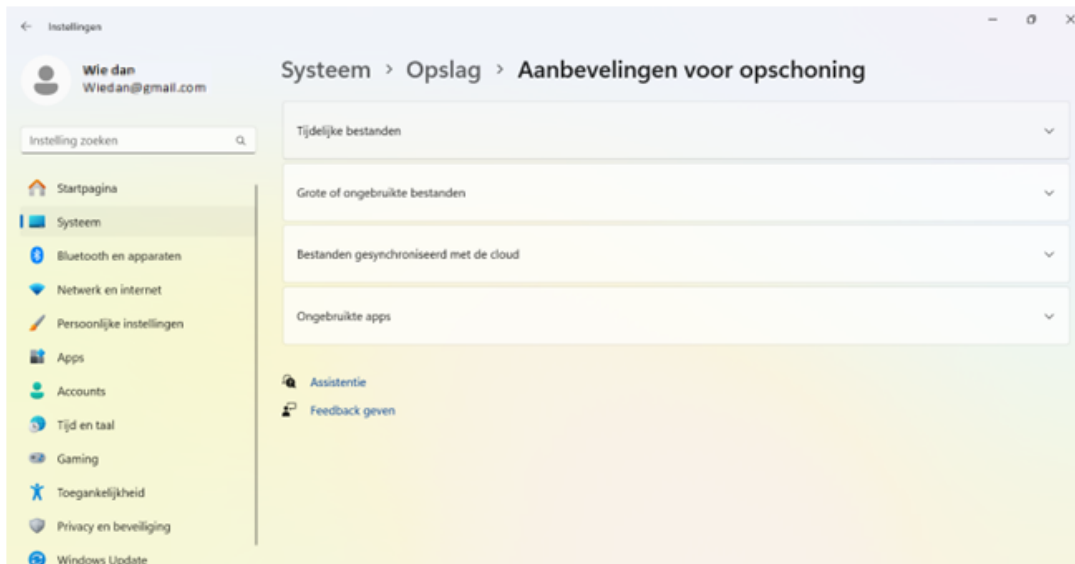 Instellingen
Wie dan
Wiedan@gmail.com
Instelling zoeken
Startpagina
Systeem
Bluetooth en apparaten
Netwerk en internet
Persoonlijke instellingen
Apps
Accounts
Tijd en taal
Gaming
Toegankelijkheid
Privacy en beveiliging
Windows Update
Systeem > Opslag > Aanbevelingen voor opschoning
Tijdelijke bestanden
Grote of ongebruikte bestanden
Bestanden gesynchroniseerd met de cloud
Ongebruikte apps
Assistentie
Feedback geven